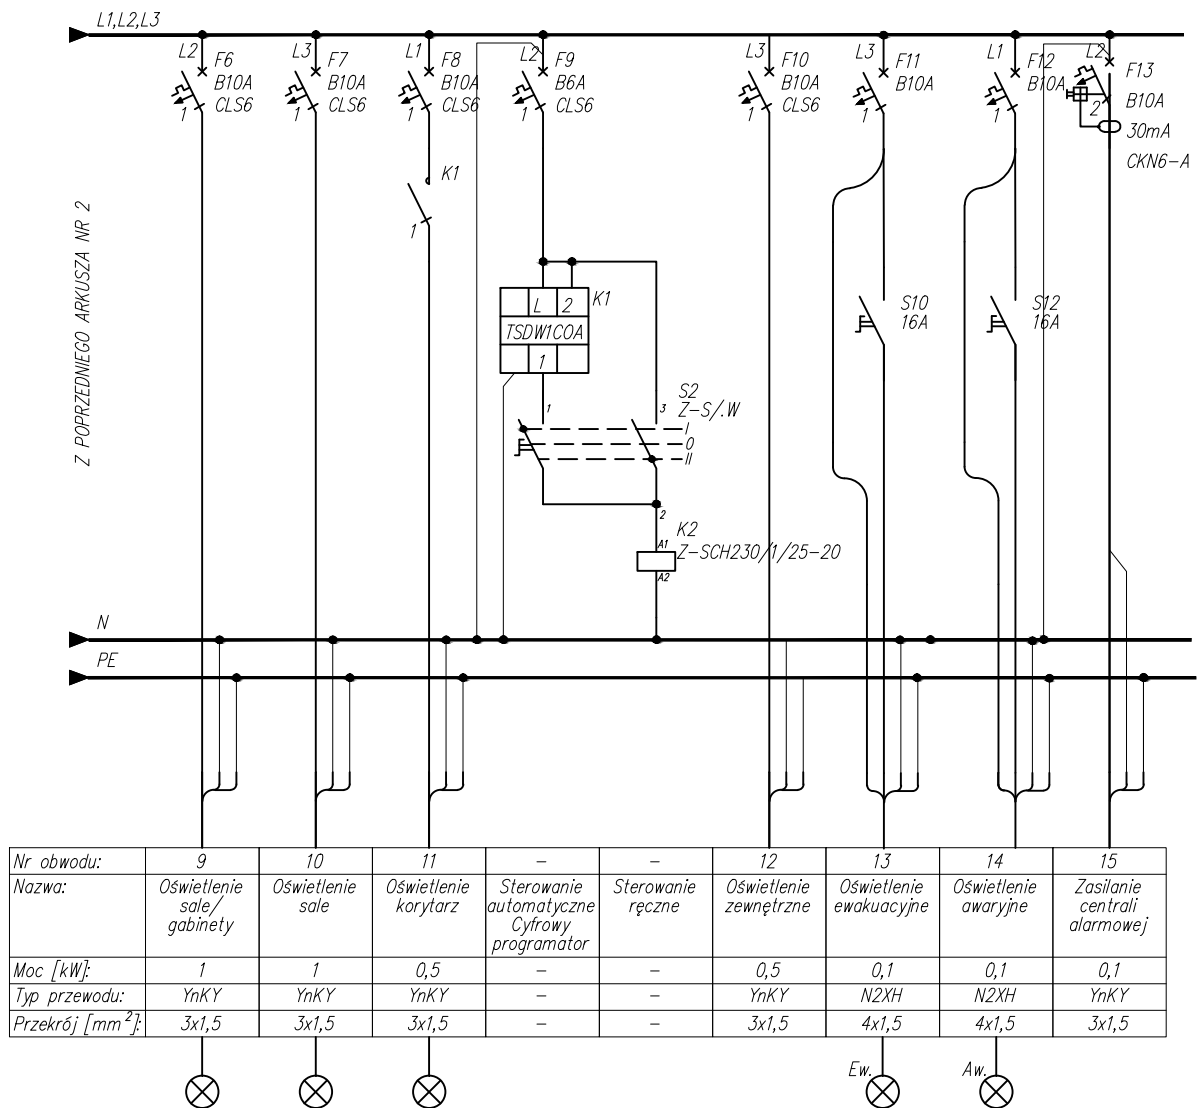 L1,L2,L3
L2 F6 B10A CLS6 1
L3 F7 B10A CLS6 1
L1 F8 B10A CLS6 1
L2 F9 B6A CLS6 1
L3 F10 B10A CLS6 1
L3 F11 B10A 1
L1 F12 B10A 1
L2 F13 B10A 2
30mA
CKN6-A
K1
1
Z POPRZEDNIEGO ARKUSZA NR 2
L 2 K1
TSDW1COA
1
S10
16A
S12
16A
S2
Z-S/.W
1 3
I
0
II
2
K2
A1 Z-SCH230/1/25-20
A2
N
PE
Nr obwodu: 9 10 11 - - 12 13 14 15
Nazwa: Oświetlenie Oświetlenie Oświetlenie Sterowanie Sterowanie Oświetlenie Oświetlenie Oświetlenie Zasilanie
sale/ sale korytarz automatyczne ręczne zewnętrzne ewakuacyjne awaryjne centrali
gabinety Cyfrowy alarmowej
programator
Moc [kW]: 1 1 0,5 - - 0,5 0,1 0,1 0,1
Typ przewodu: YnKY YnKY YnKY - - YnKY N2XH N2XH YnKY
Przekrój [mm²]: 3x1,5 3x1,5 3x1,5 - - 3x1,5 4x1,5 4x1,5 3x1,5
Ew. Aw.